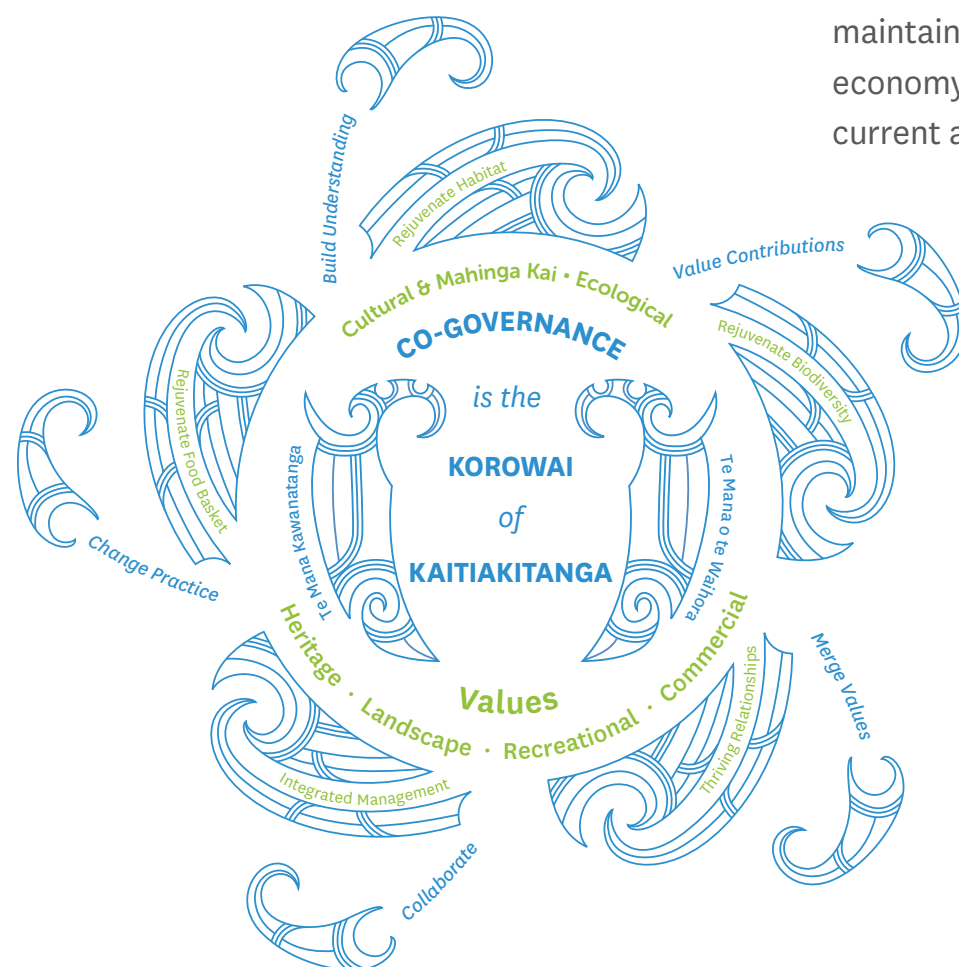 maintain
economy
current a
Build Understanding
Rejuvenate Habitat
Value Contributions
Cultural & Mahinga Kai • Ecological
Rejuvenate Biodiversity
CO-GOVERNANCE
is the
KOROWAI
of
KAITIAKITANGA
Rejuvenate Food Basket
Te Mana Kawanatanga
Te Mana o te Waihora
Change Practice
Heritage · Landscape · Recreational · Commercial
Values
Merge Values
Thriving Relationships
Integrated Management
Collaborate